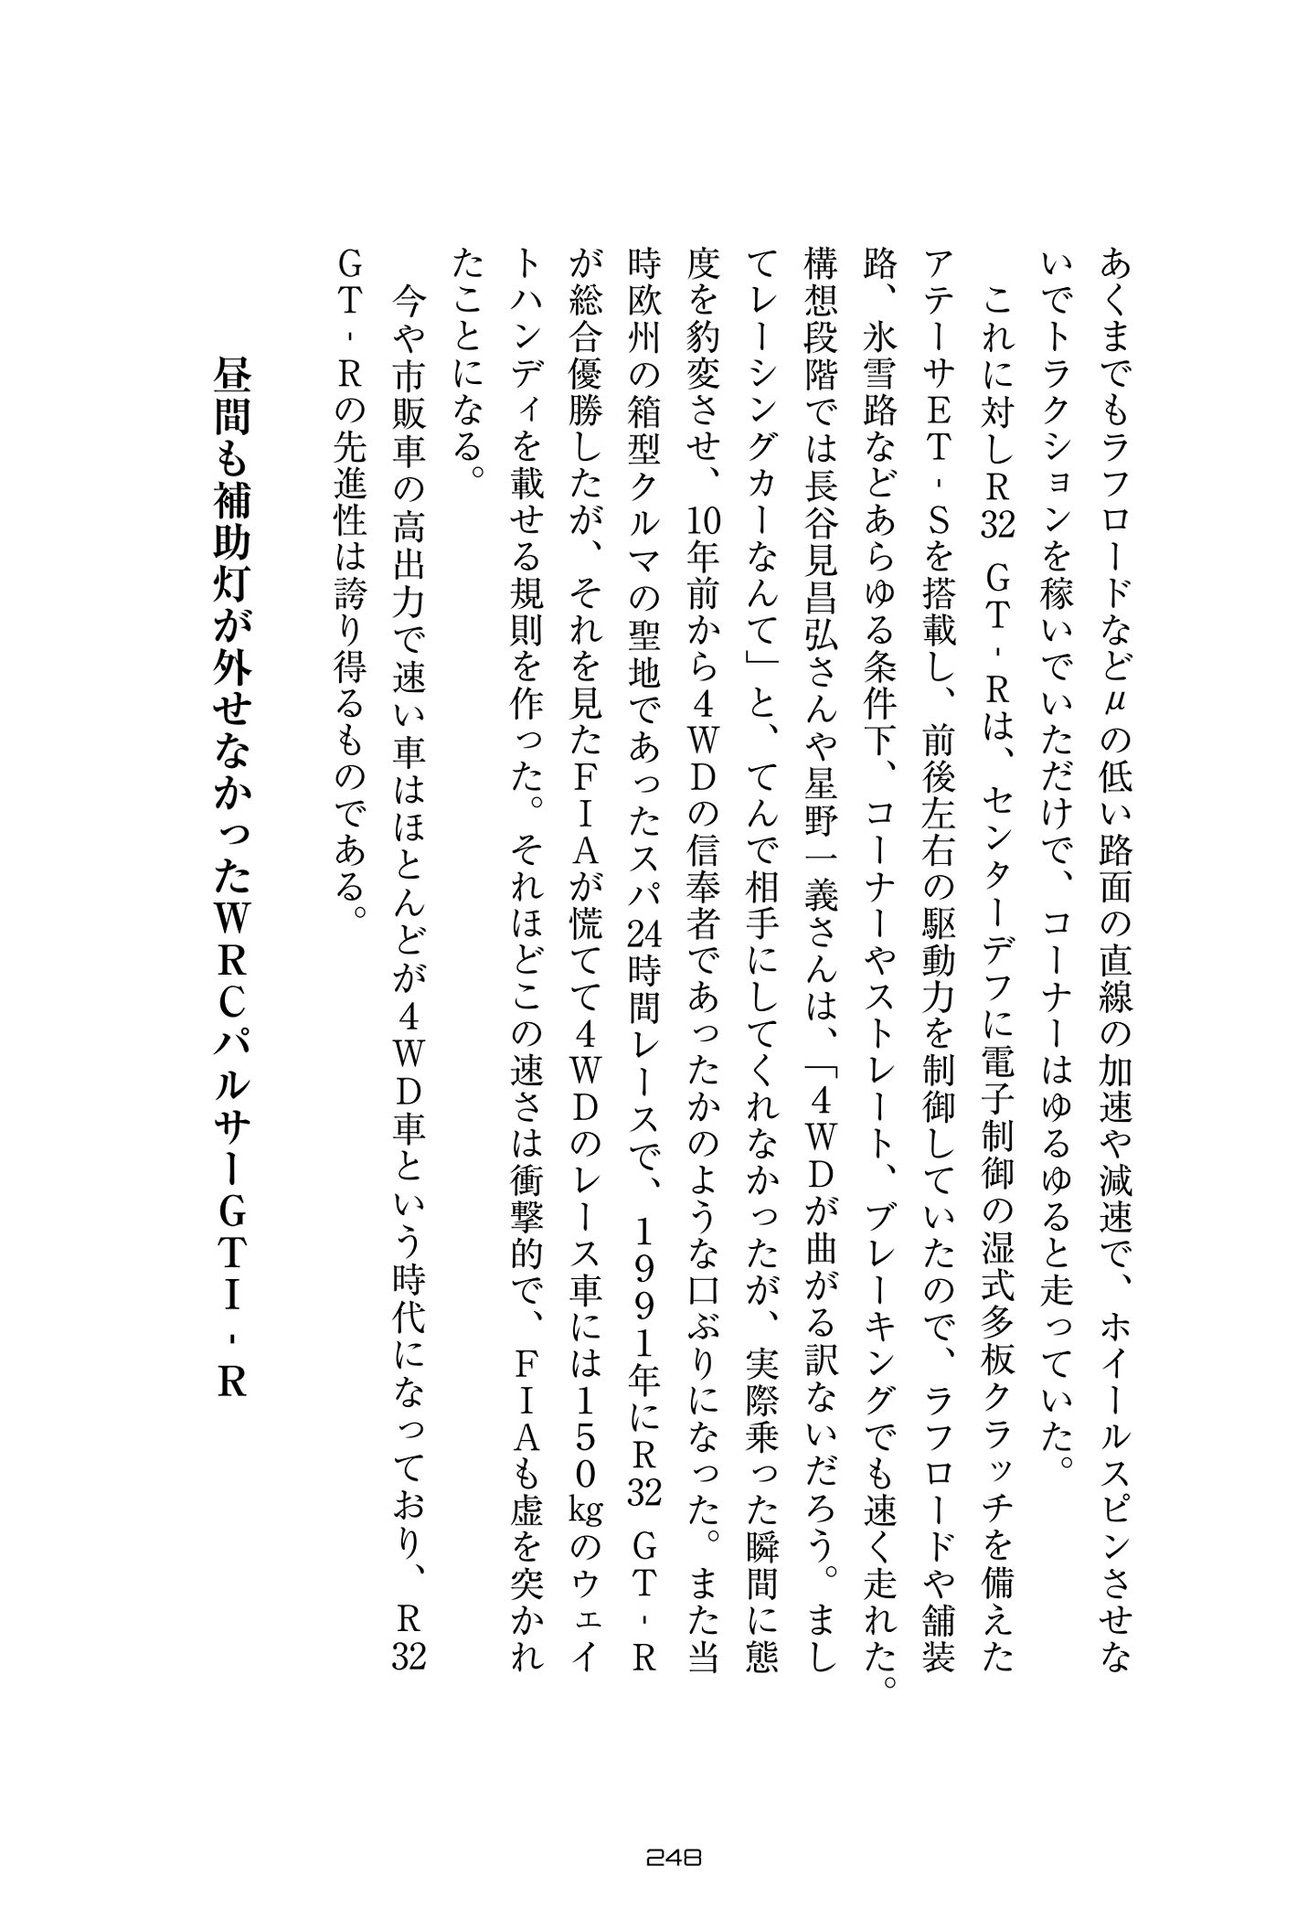 あくまでもラフロードなどμの低い路面の直線の加速や減速で、ホイールスピンさせな
いでトラクションを稼いでいただけで、コーナーはゆるゆると走っていた。
　これに対しR32 GT-Rは、センターデフに電子制御の湿式多板クラッチを備えた
アテーサET-Sを搭載し、前後左右の駆動力を制御していたので、ラフロードや舗装
路、氷雪路などあらゆる条件下、コーナーやストレート、ブレーキングでも速く走れた。
構想段階では長谷見昌弘さんや星野一義さんは、「4WDが曲がる訳ないだろう。まし
てレーシングカーなんて」と、てんで相手にしてくれなかったが、実際乗った瞬間に態
度を豹変させ、10年前から4WDの信奉者であったかのような口ぶりになった。また当
時欧州の箱型クルマの聖地であったスパ24時間レースで、1991年にR32 GT-R
が総合優勝したが、それを見たFIAが慌てて4WDのレース車には150kgのウェイ
トハンディを載せる規則を作った。それほどこの速さは衝撃的で、FIAも虚を突かれ
たことになる。
　今や市販車の高出力で速い車はほとんどが4WD車という時代になっており、R32
GT-Rの先進性は誇り得るものである。
昼間も補助灯が外せなかったWRCパルサーGTI-R
248